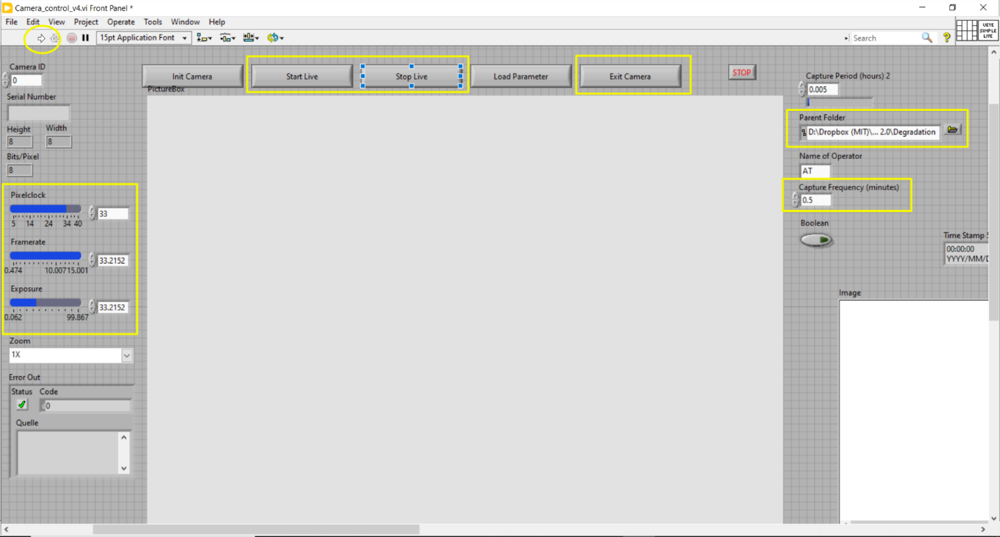 Camera_control_v4.vi Front Panel *
File Edit View Project Operate Tools Window Help
15pt Application Font
Search
UEYE
SIMPLE
LIVE
Camera ID
0
Serial Number
Height Width
8 8
Bits/Pixel
8
Pixelclock
33
5 14 24 34 40
Framerate
33.2152
0.474 10.00715.001
Exposure
33.2152
0.062 99.867
Zoom
1X
Error Out
Status Code
0
Quelle
Init Camera Start Live Stop Live Load Parameter Exit Camera
STOP
PictureBox
Capture Period (hours) 2
0.005
Parent Folder
D:\Dropbox (MIT)\... 2.0\Degradation
Name of Operator
AT
Capture Frequency (minutes)
0.5
Boolean
Time Stamp
00:00:00
YYYY/MM/D
Image